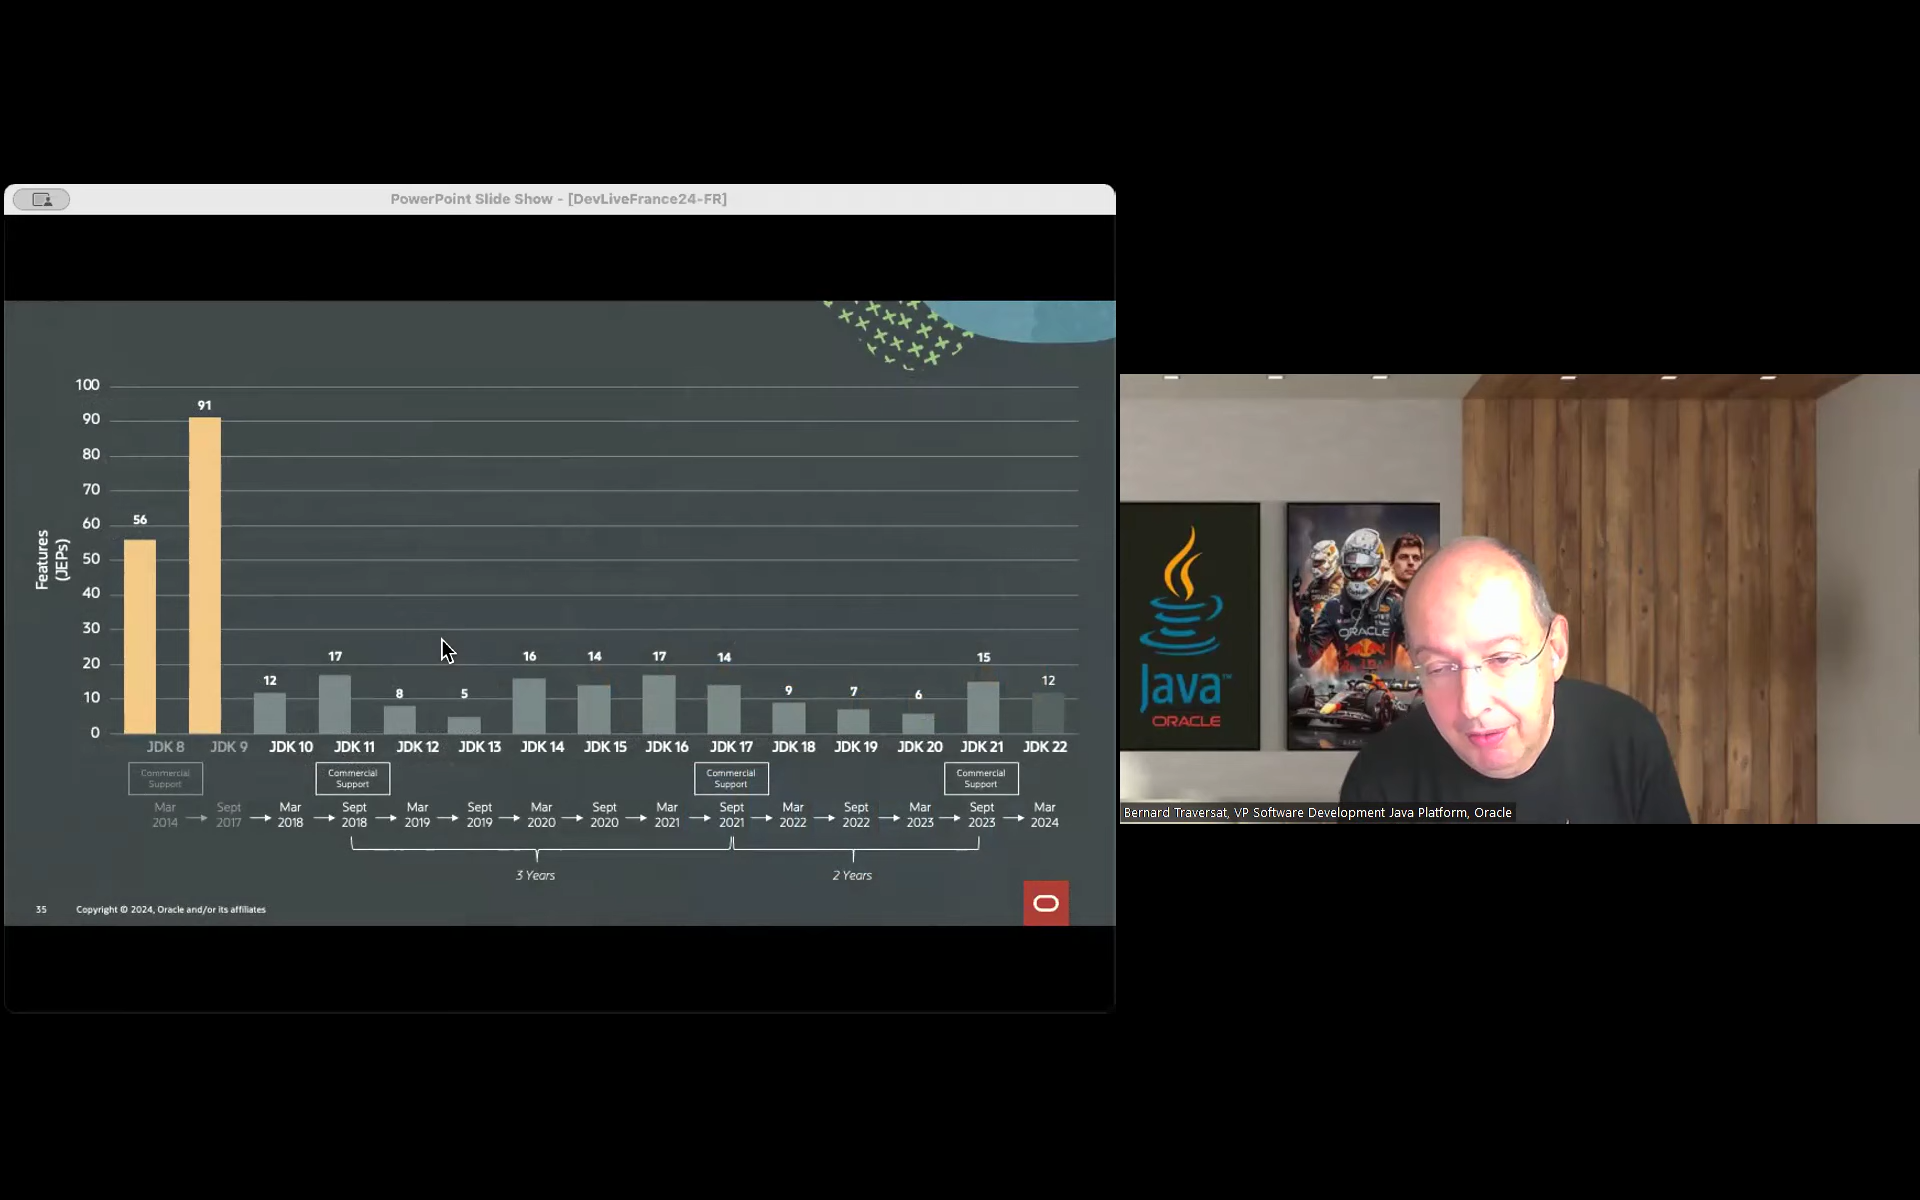 PowerPoint Slide Show - [DevLiveFrance24-FR]
Features
(JEPs)
100
90
80
70
60
50
40
30
20
10
0
56
91
12
17
8
5
16
14
17
14
9
7
6
15
12
JDK 8 JDK 9 JDK 10 JDK 11 JDK 12 JDK 13 JDK 14 JDK 15 JDK 16 JDK 17 JDK 18 JDK 19 JDK 20 JDK 21 JDK 22
Commercial Commercial Commercial Commercial
Support Support Support Support
Mar Sept Mar Sept Mar Sept Mar Sept Mar Sept Mar Sept Mar Sept Mar
2014 2017 2018 2018 2019 2019 2020 2020 2021 2021 2022 2022 2023 2023 2024
3 Years 2 Years
35 Copyright © 2024, Oracle and/or its affiliates
Java™
ORACLE
ORACLE
Bernard Traversat, VP Software Development Java Platform, Oracle